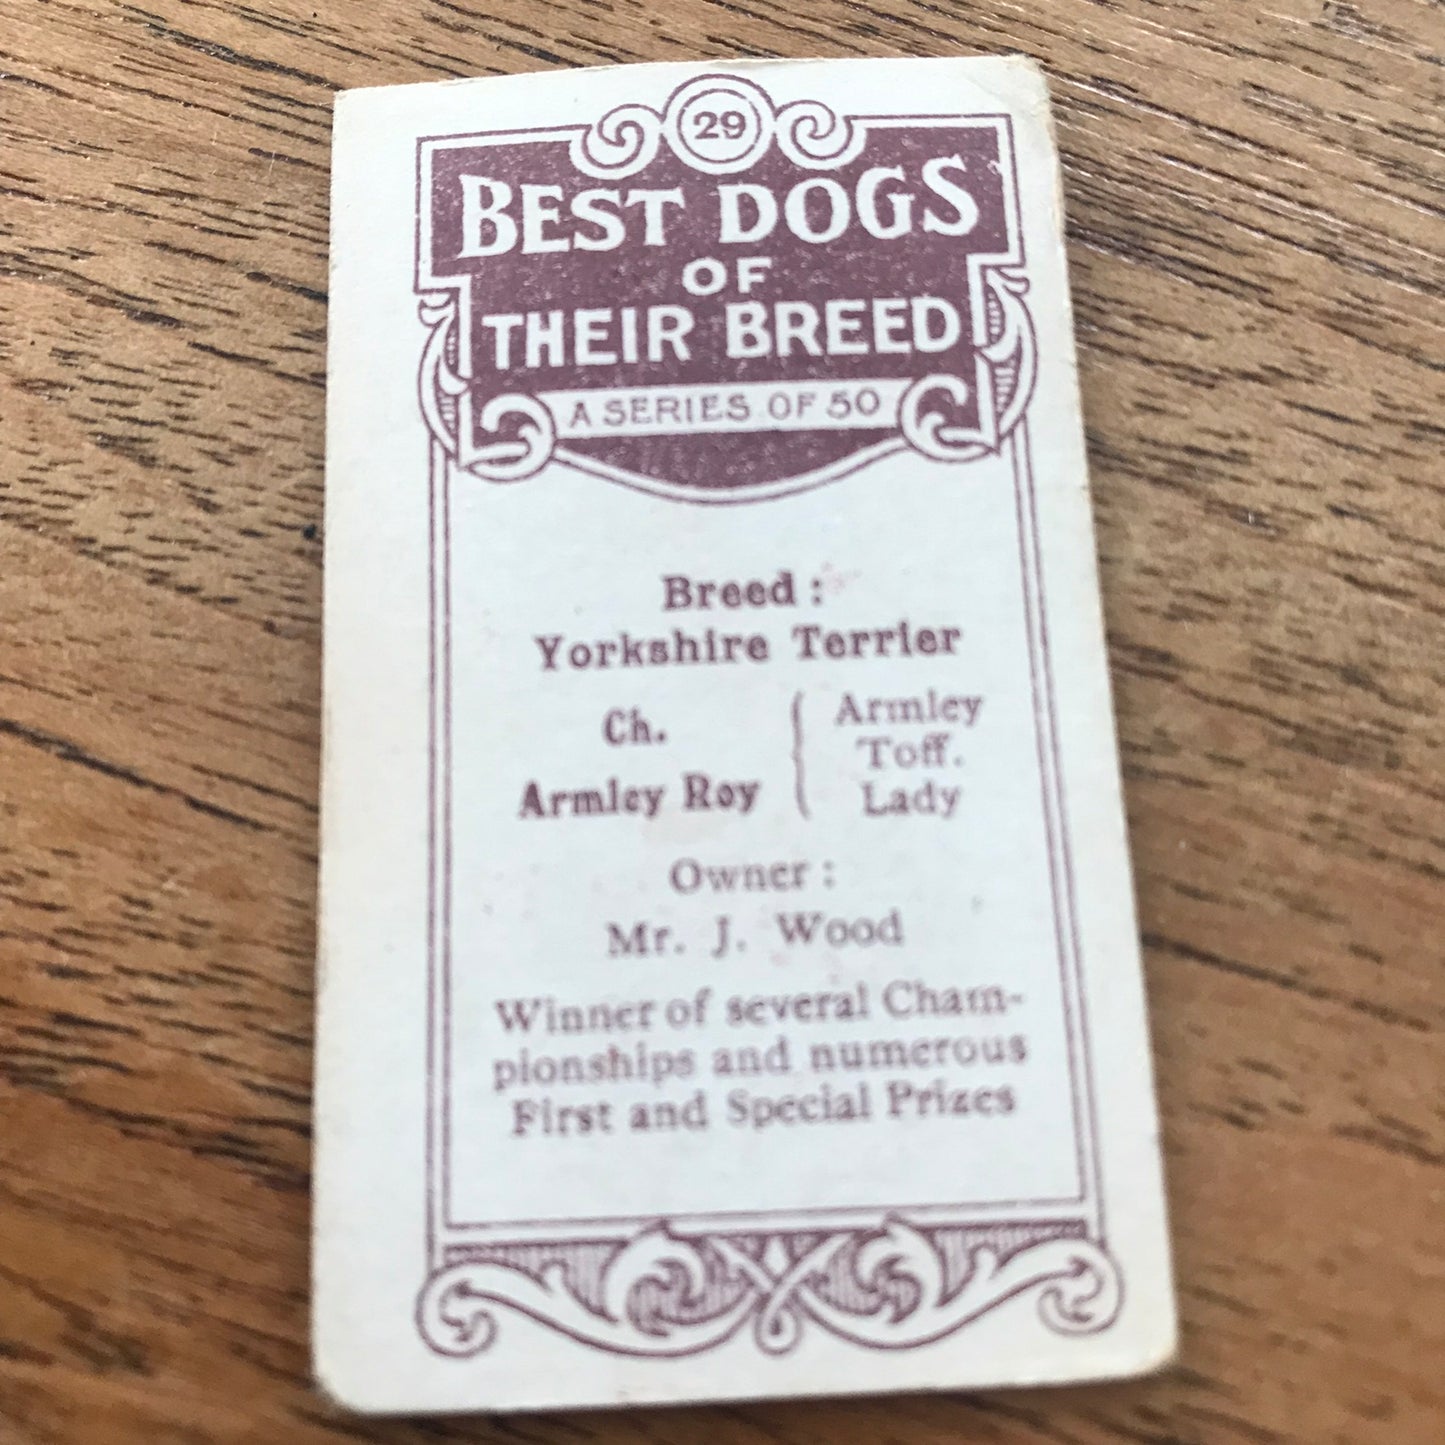 29
BEST DOGS
OF
THEIR BREED
A SERIES OF 50
Breed :
Yorkshire Terrier
Ch.
Armley Roy
Armley
Toff.
Lady
Owner :
Mr. J. Wood
Winner of several Cham-
pionships and numerous
First and Special Prizes